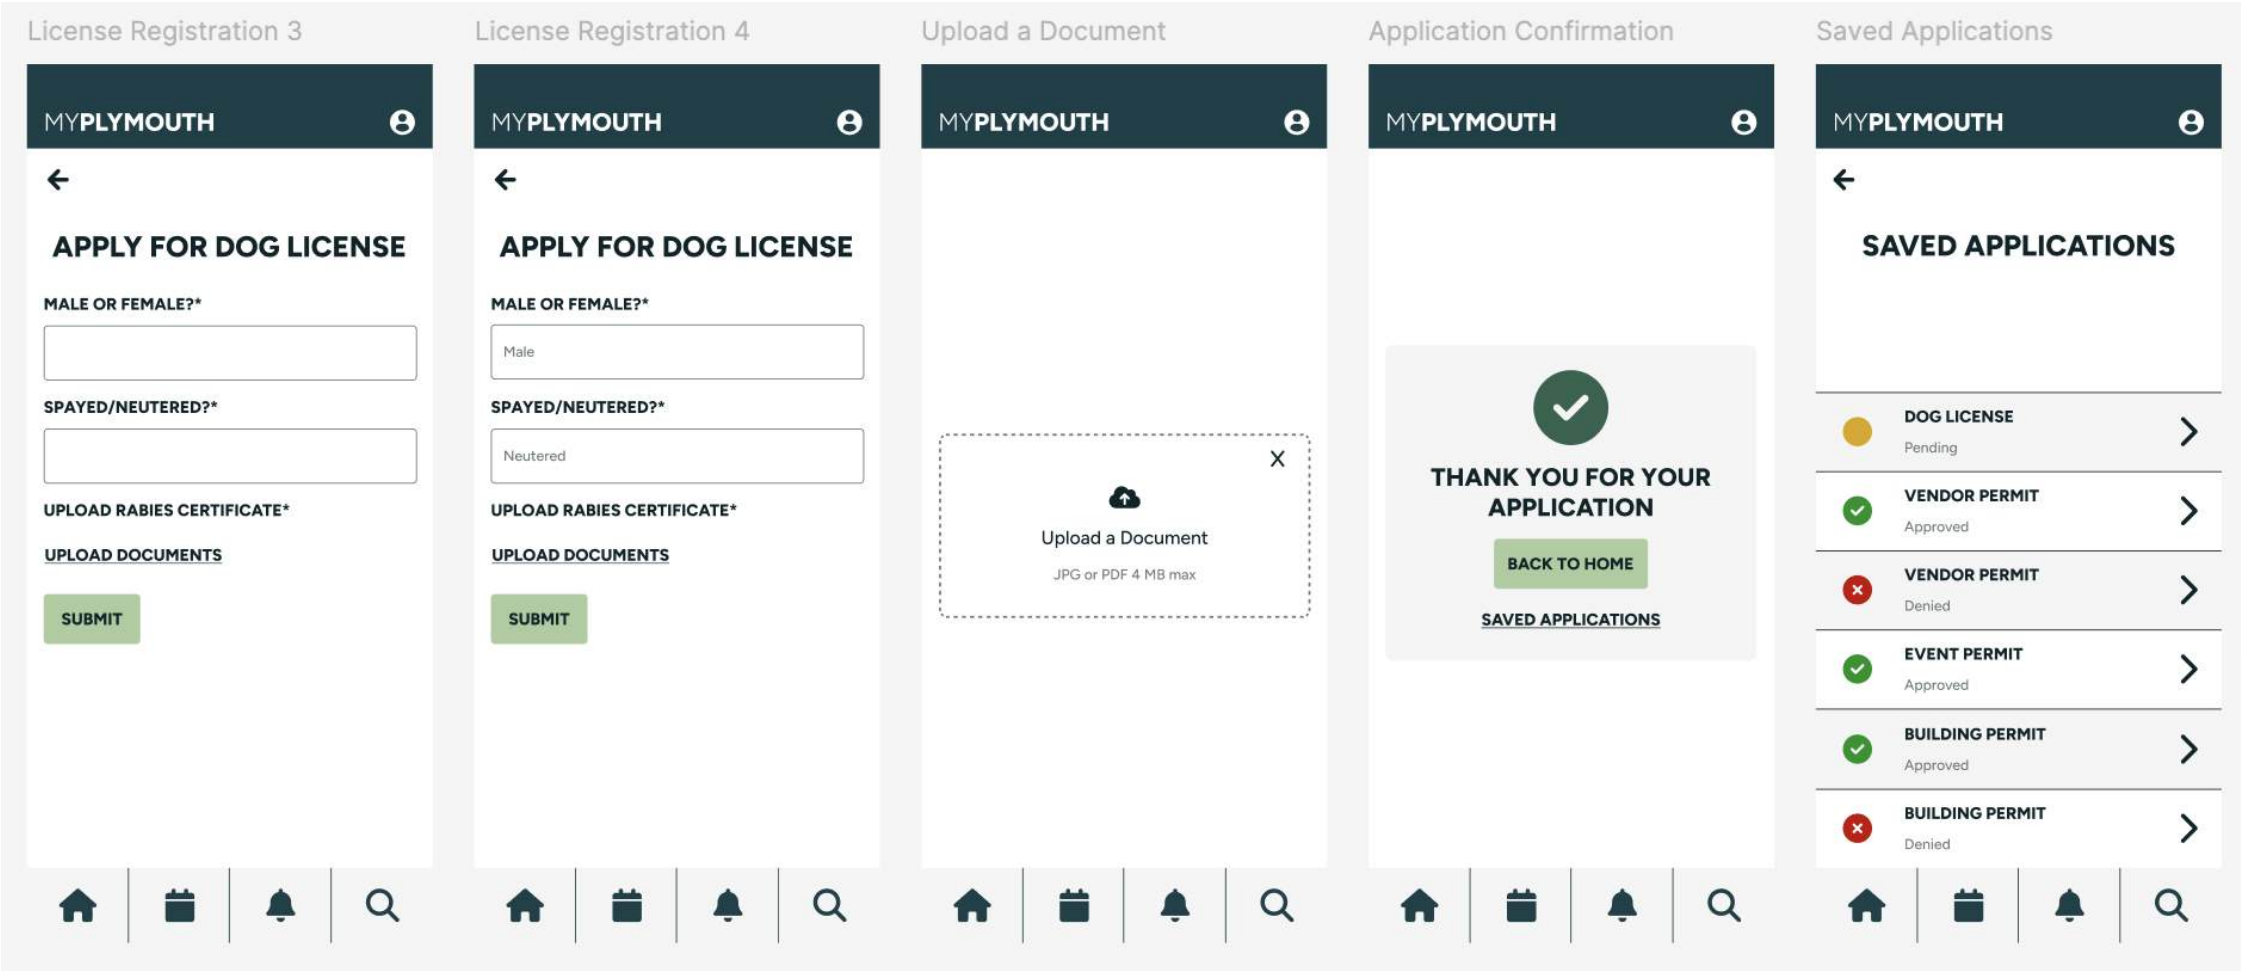 License Registration 3
MYPLYMOUTH
APPLY FOR DOG LICENSE
MALE OR FEMALE?*
SPAYED/NEUTERED?*
UPLOAD RABIES CERTIFICATE*
UPLOAD DOCUMENTS
SUBMIT
License Registration 4
MYPLYMOUTH
APPLY FOR DOG LICENSE
MALE OR FEMALE?*
Male
SPAYED/NEUTERED?*
Neutered
UPLOAD RABIES CERTIFICATE*
UPLOAD DOCUMENTS
SUBMIT
Upload a Document
MYPLYMOUTH
X
Upload a Document
JPG or PDF 4 MB max
Application Confirmation
MYPLYMOUTH
THANK YOU FOR YOUR
APPLICATION
BACK TO HOME
SAVED APPLICATIONS
Saved Applications
MYPLYMOUTH
SAVED APPLICATIONS
DOG LICENSE
Pending
VENDOR PERMIT
Approved
VENDOR PERMIT
Denied
EVENT PERMIT
Approved
BUILDING PERMIT
Approved
BUILDING PERMIT
Denied